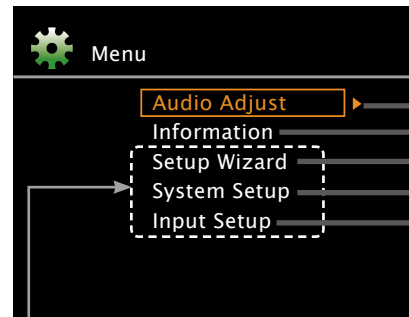 Menu
Audio Adjust
Information
Setup Wizard
System Setup
Input Setup